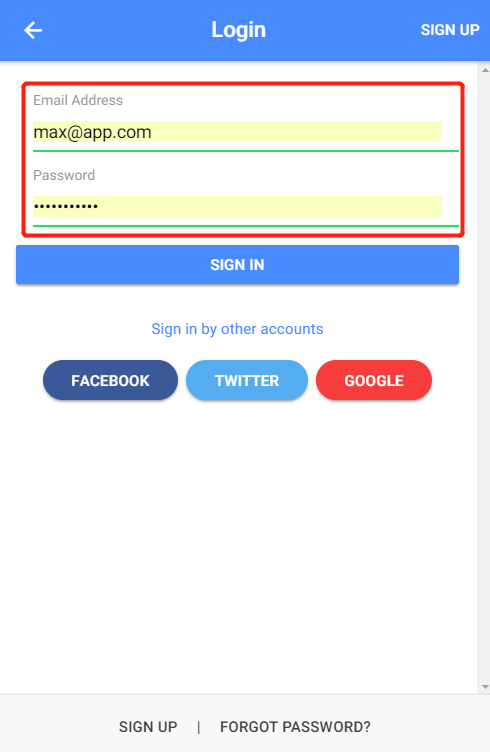 Login
SIGN UP
Email Address
max@app.com
Password
•••••••••••
SIGN IN
Sign in by other accounts
FACEBOOK
TWITTER
GOOGLE
SIGN UP | FORGOT PASSWORD?